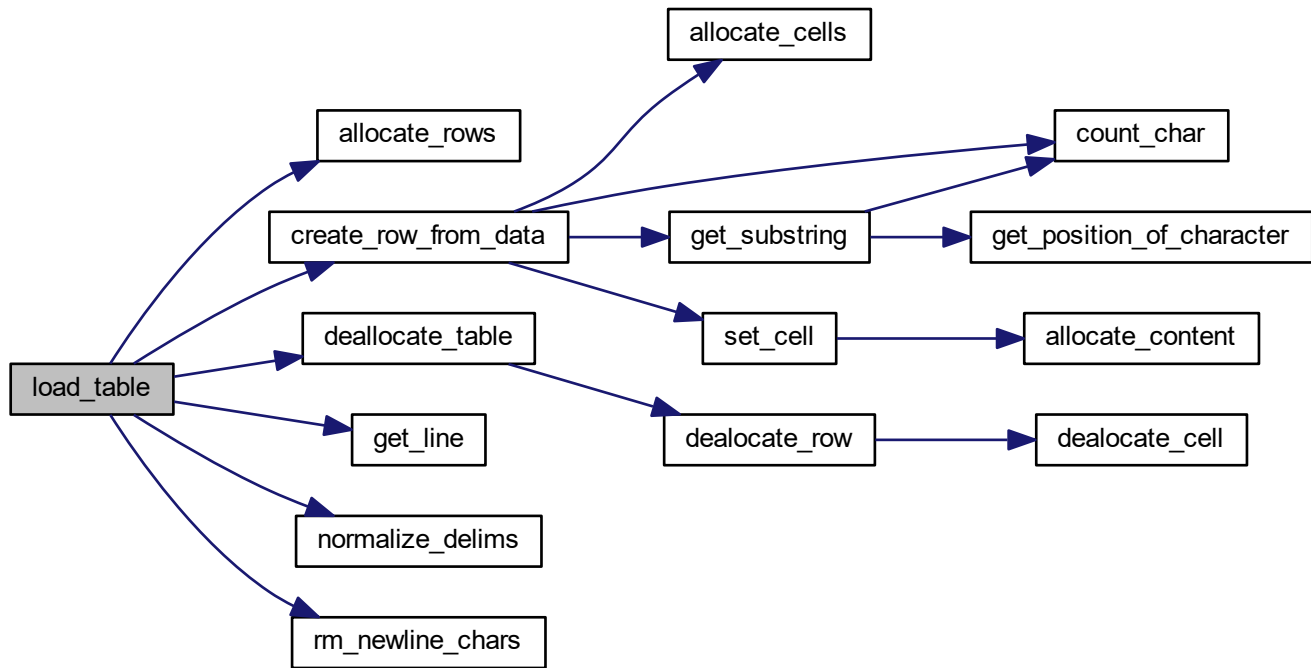 load_table
allocate_rows
create_row_from_data
deallocate_table
get_line
normalize_delims
rm_newline_chars
allocate_cells
get_substring
set_cell
dealocate_row
count_char
get_position_of_character
allocate_content
dealocate_cell